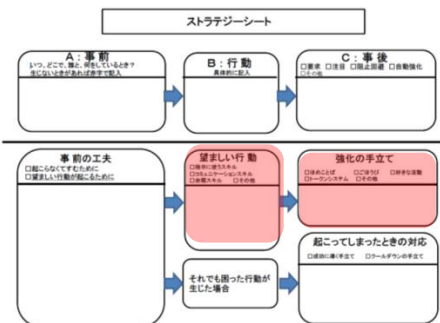 ストラテジーシート
A：事前
いつ、どこで、誰と、何をしているとき？
生じないときがあれば赤字で記入
B：行動
具体的に記入
C：事後
□要求 □注目 □阻止回避 □自動強化
□その他
事前の工夫
□起こらなくてすむために
□望ましい行動が起こるために
望ましい行動
□相手に使うスキル
□コミュニケーションスキル
□余暇スキル □その他
強化の手立て
□ほめことば □ごほうび □好きな活動
□トークンシステム □その他
それでも困った行動が
生じた場合
起こってしまったときの対応
□成功に導く手立て □クールダウンの手立て